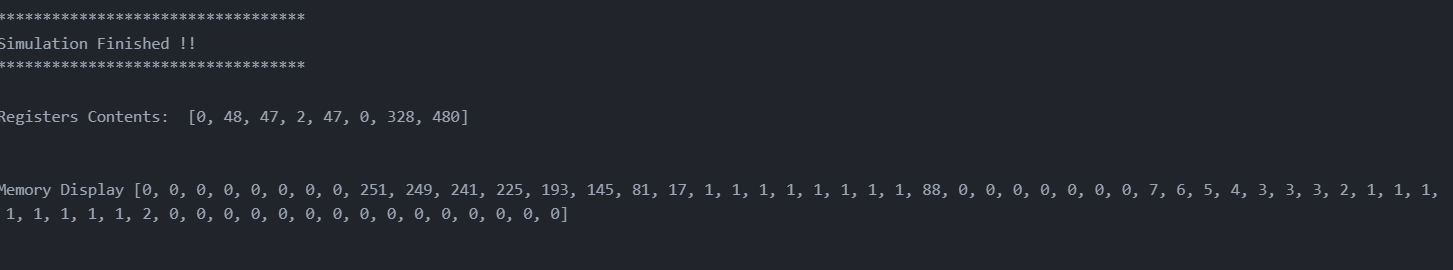 **********************************
Simulation Finished !!
**********************************
Registers Contents:  [0, 48, 47, 2, 47, 0, 328, 480]
Memory Display [0, 0, 0, 0, 0, 0, 0, 0, 251, 249, 241, 225, 193, 145, 81, 17, 1, 1, 1, 1, 1, 1, 1, 1, 88, 0, 0, 0, 0, 0, 0, 0, 7, 6, 5, 4, 3, 3, 3, 2, 1, 1, 1,
1, 1, 1, 1, 1, 2, 0, 0, 0, 0, 0, 0, 0, 0, 0, 0, 0, 0, 0, 0, 0]